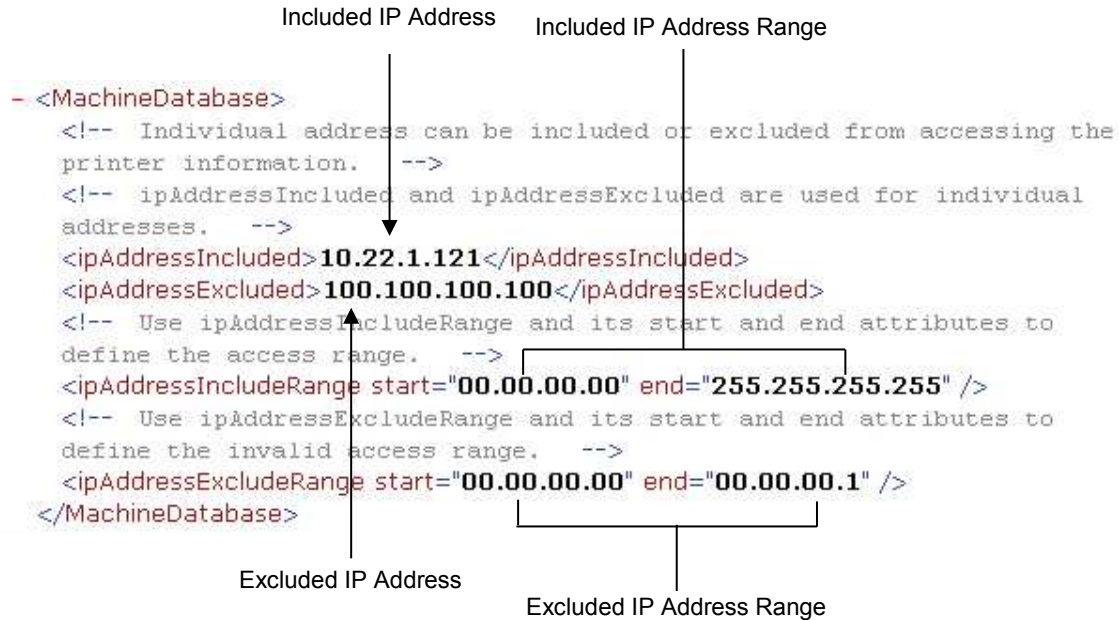 Included IP Address
Included IP Address Range
- <MachineDatabase>
<!-- Individual address can be included or excluded from accessing the
printer information. -->
<!-- ipAddressIncluded and ipAddressExcluded are used for individual
addresses. -->
<ipAddressIncluded>10.22.1.121</ipAddressIncluded>
<ipAddressExcluded>100.100.100.100</ipAddressExcluded>
<!-- Use ipAddressIncludeRange and its start and end attributes to
define the access range. -->
<ipAddressIncludeRange start="00.00.00.00" end="255.255.255.255" />
<!-- Use ipAddressExcludeRange and its start and end attributes to
define the invalid access range. -->
<ipAddressExcludeRange start="00.00.00.00" end="00.00.00.1" />
</MachineDatabase>
Excluded IP Address
Excluded IP Address Range